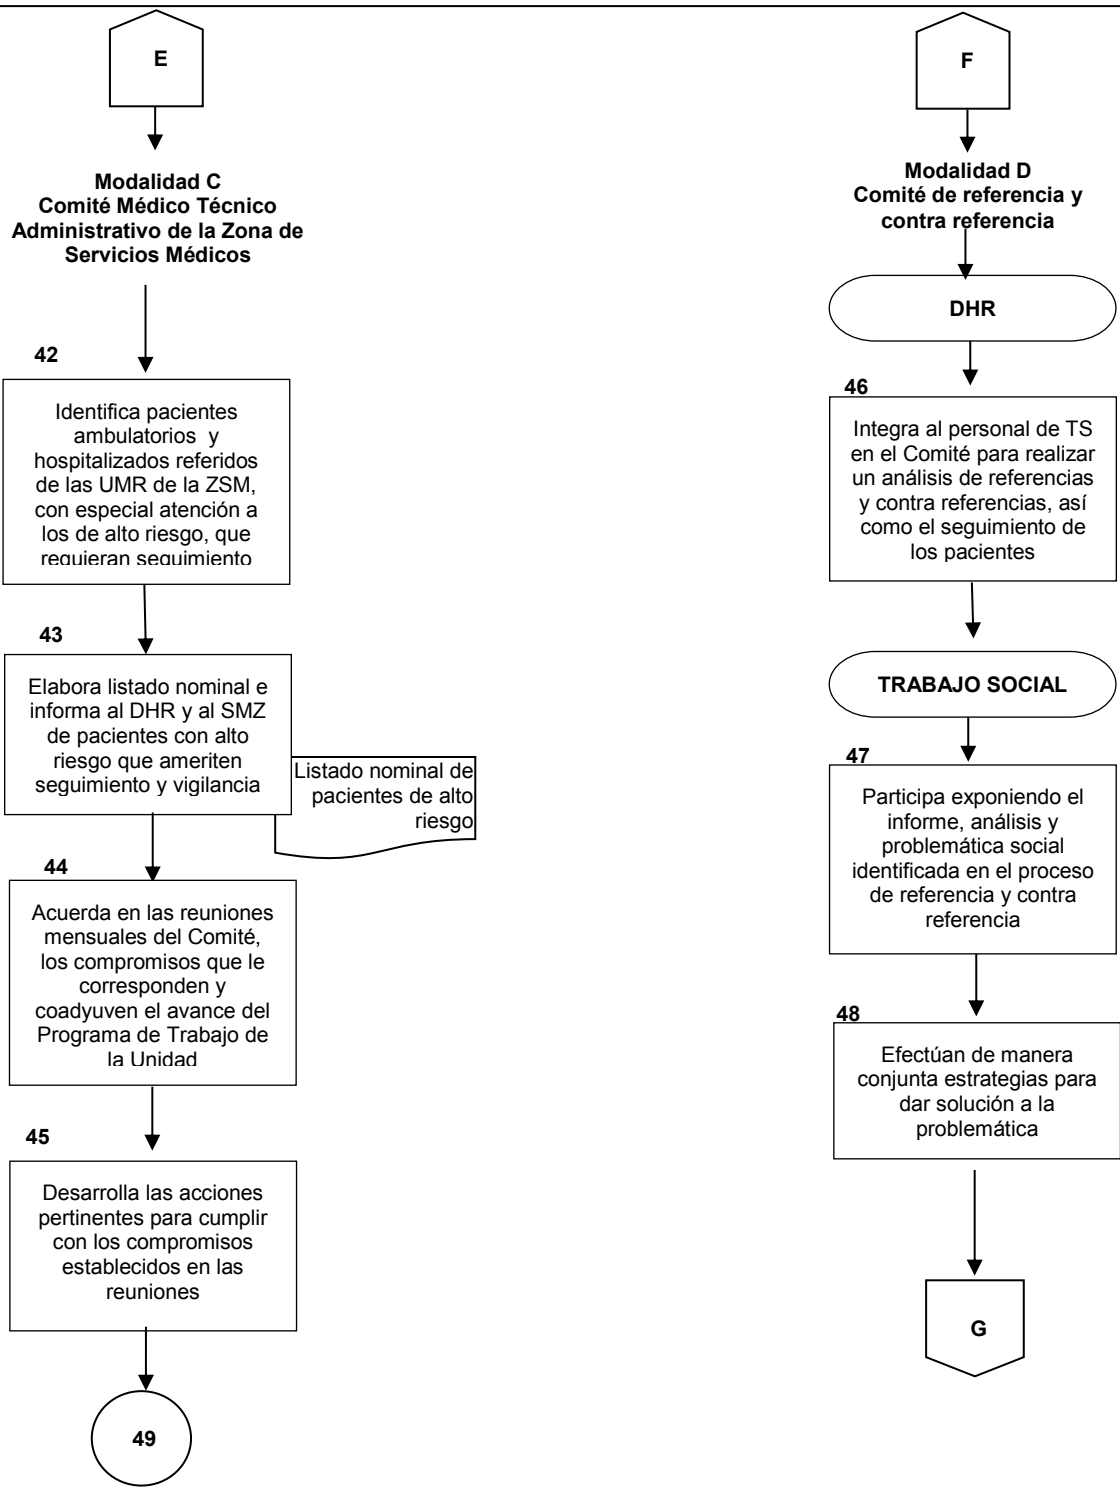 E
Modalidad C
Comité Médico Técnico
Administrativo de la Zona de
Servicios Médicos
42
Identifica pacientes
ambulatorios y
hospitalizados referidos
de las UMR de la ZSM,
con especial atención a
los de alto riesgo, que
requieran seguimiento
43
Elabora listado nominal e
informa al DHR y al SMZ
de pacientes con alto
riesgo que ameriten
seguimiento y vigilancia
Listado nominal de
pacientes de alto
riesgo
44
Acuerda en las reuniones
mensuales del Comité,
los compromisos que le
corresponden y
coadyuven el avance del
Programa de Trabajo de
la Unidad
45
Desarrolla las acciones
pertinentes para cumplir
con los compromisos
establecidos en las
reuniones
49
F
Modalidad D
Comité de referencia y
contra referencia
DHR
46
Integra al personal de TS
en el Comité para realizar
un análisis de referencias
y contra referencias, así
como el seguimiento de
los pacientes
TRABAJO SOCIAL
47
Participa exponiendo el
informe, análisis y
problemática social
identificada en el proceso
de referencia y contra
referencia
48
Efectúan de manera
conjunta estrategias para
dar solución a la
problemática
G